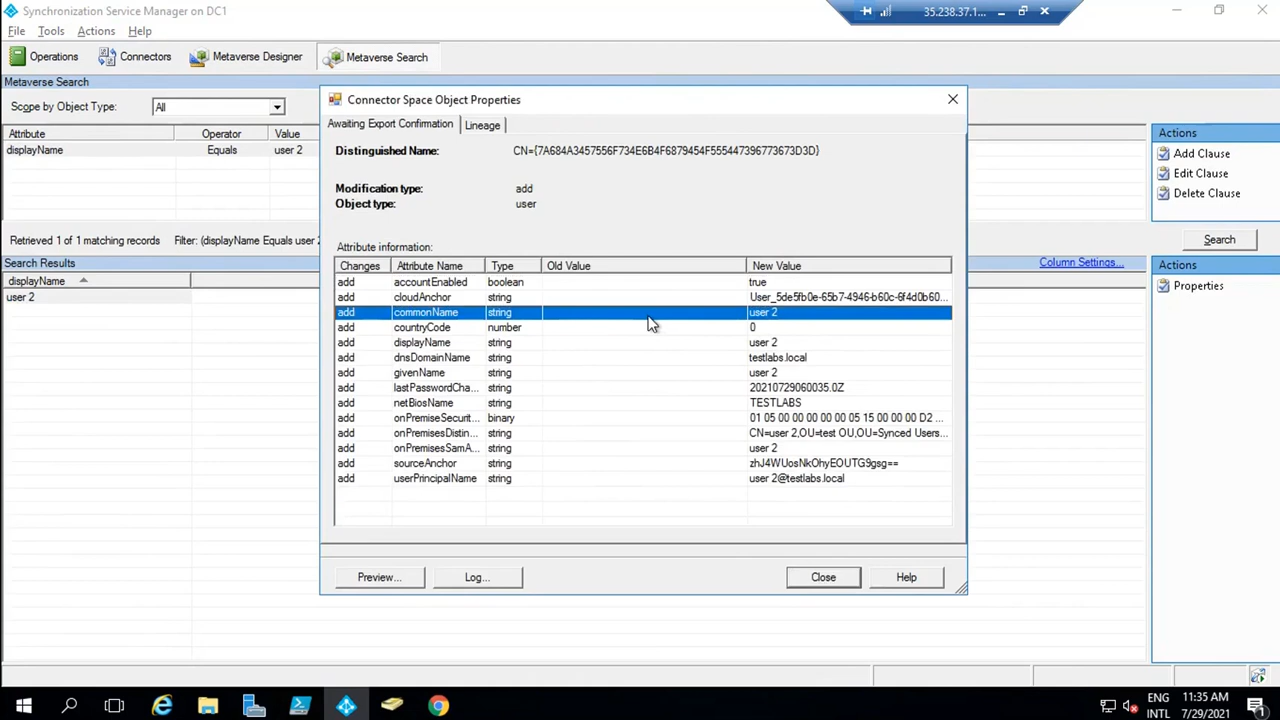 Synchronization Service Manager on DC1
35.238.37.1...
File Tools Actions Help
Operations Connectors Metaverse Designer Metaverse Search
Metaverse Search
Scope by Object Type: All
Attribute Operator Value
displayName Equals user 2
Actions
Add Clause
Edit Clause
Delete Clause
Retrieved 1 of 1 matching records Filter: (displayName Equals user 2
Search
Search Results
Column Settings...
displayName
user 2
Actions
Properties
Connector Space Object Properties
Awaiting Export Confirmation Lineage
Distinguished Name: CN={7A684A3457556F734E6B4F6879454F555447396773673D3D}
Modification type: add
Object type: user
Attribute information:
Changes Attribute Name Type Old Value New Value
add accountEnabled boolean true
add cloudAnchor string User_5de5fb0e-65b7-4946-b60c-6f4d0b60...
add commonName string user 2
add countryCode number 0
add displayName string user 2
add dnsDomainName string testlabs.local
add givenName string user 2
add lastPasswordCha... string 20210729060035.0Z
add netBiosName string TESTLABS
add onPremiseSecurit... binary 01 05 00 00 00 00 00 05 15 00 00 00 D2 ...
add onPremisesDistin... string CN=user 2,OU=test OU,OU=Synced Users...
add onPremisesSamA... string user 2
add sourceAnchor string zhJ4WUosNkOhyEOUTG9gsg==
add userPrincipalName string user 2@testlabs.local
Preview... Log... Close Help
ENG 11:35 AM
INTL 7/29/2021
1